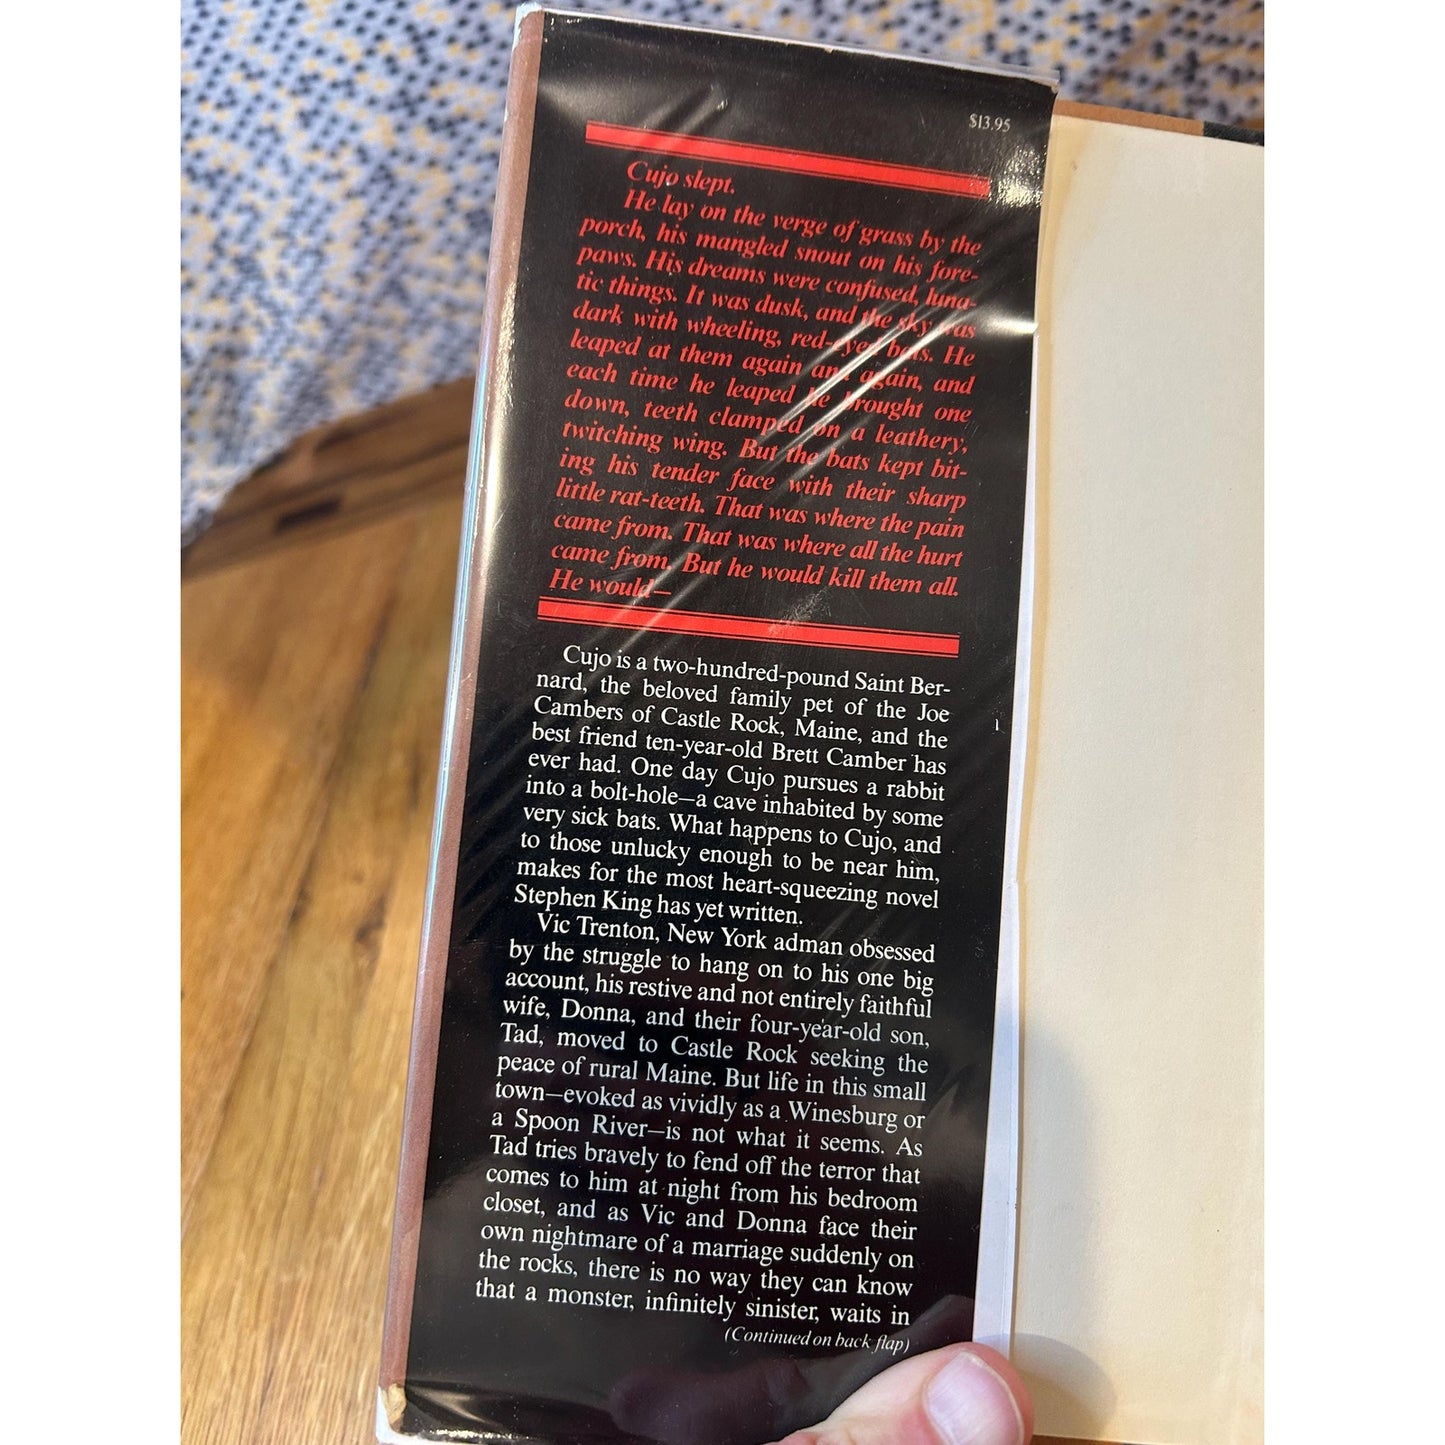 $13.95
Cujo slept.
He lay on the verge of grass by the
porch, his mangled snout on his fore-
paws. His dreams were confused, luna-
tic things. It was dusk, and the sky was
dark with wheeling, red-eyed bats. He
leaped at them again and again, and
each time he leaped he brought one
down, teeth clamped on a leathery,
twitching wing. But the bats kept bit-
ing his tender face with their sharp
little rat-teeth. That was where the pain
came from. That was where all the hurt
came from. But he would kill them all.
He would—
Cujo is a two-hundred-pound Saint Ber-
nard, the beloved family pet of the Joe
Cambers of Castle Rock, Maine, and the
best friend ten-year-old Brett Camber has
ever had. One day Cujo pursues a rabbit
into a bolt-hole—a cave inhabited by some
very sick bats. What happens to Cujo, and
to those unlucky enough to be near him,
makes for the most heart-squeezing novel
Stephen King has yet written.
Vic Trenton, New York adman obsessed
by the struggle to hang on to his one big
account, his restive and not entirely faithful
wife, Donna, and their four-year-old son,
Tad, moved to Castle Rock seeking the
peace of rural Maine. But life in this small
town—evoked as vividly as a Winesburg or
a Spoon River—is not what it seems. As
Tad tries bravely to fend off the terror that
comes to him at night from his bedroom
closet, and as Vic and Donna face their
own nightmare of a marriage suddenly on
the rocks, there is no way they can know
that a monster, infinitely sinister, waits in
(Continued on back flap)